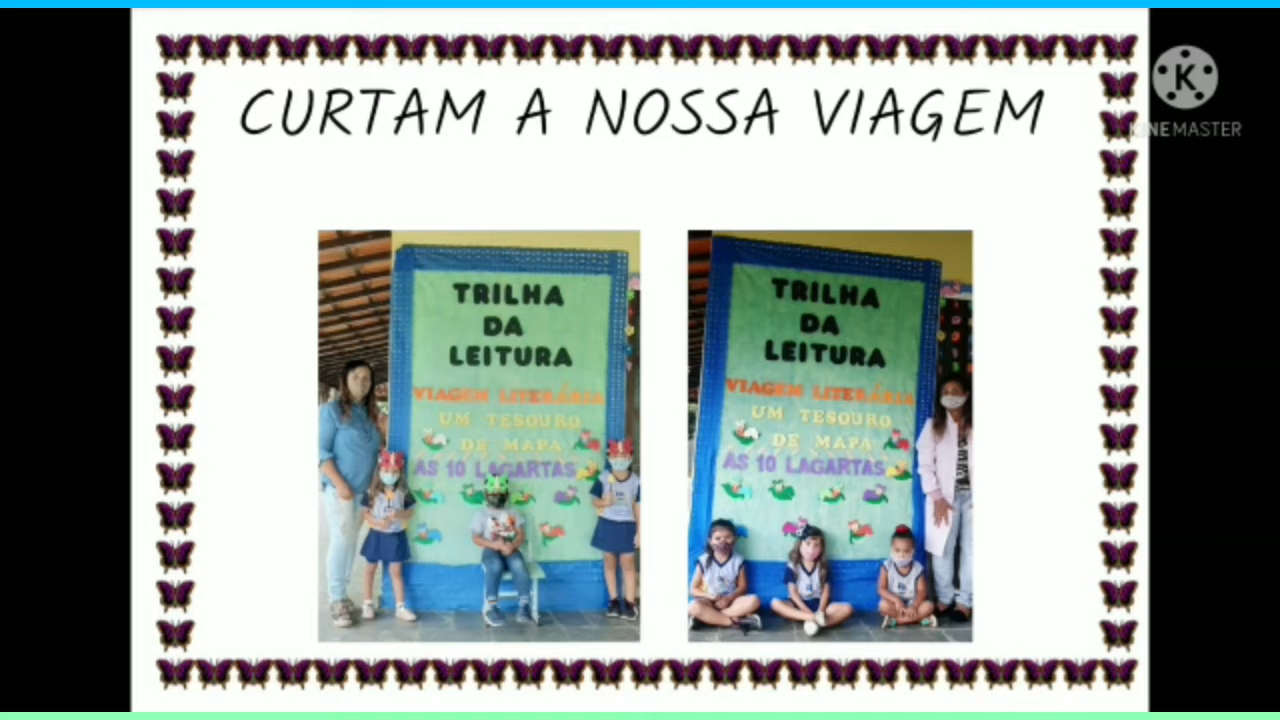 CURTAM A NOSSA VIAGEM
K
KINEMASTER
TRILHA
DA
LEITURA
VIAGEM LITERÁRIA
UM TESOURO
DE MAPA
AS 10 LAGARTAS
TRILHA
DA
LEITURA
VIAGEM LITERÁRIA
UM TESOURO
DE MAPA
AS 10 LAGARTAS